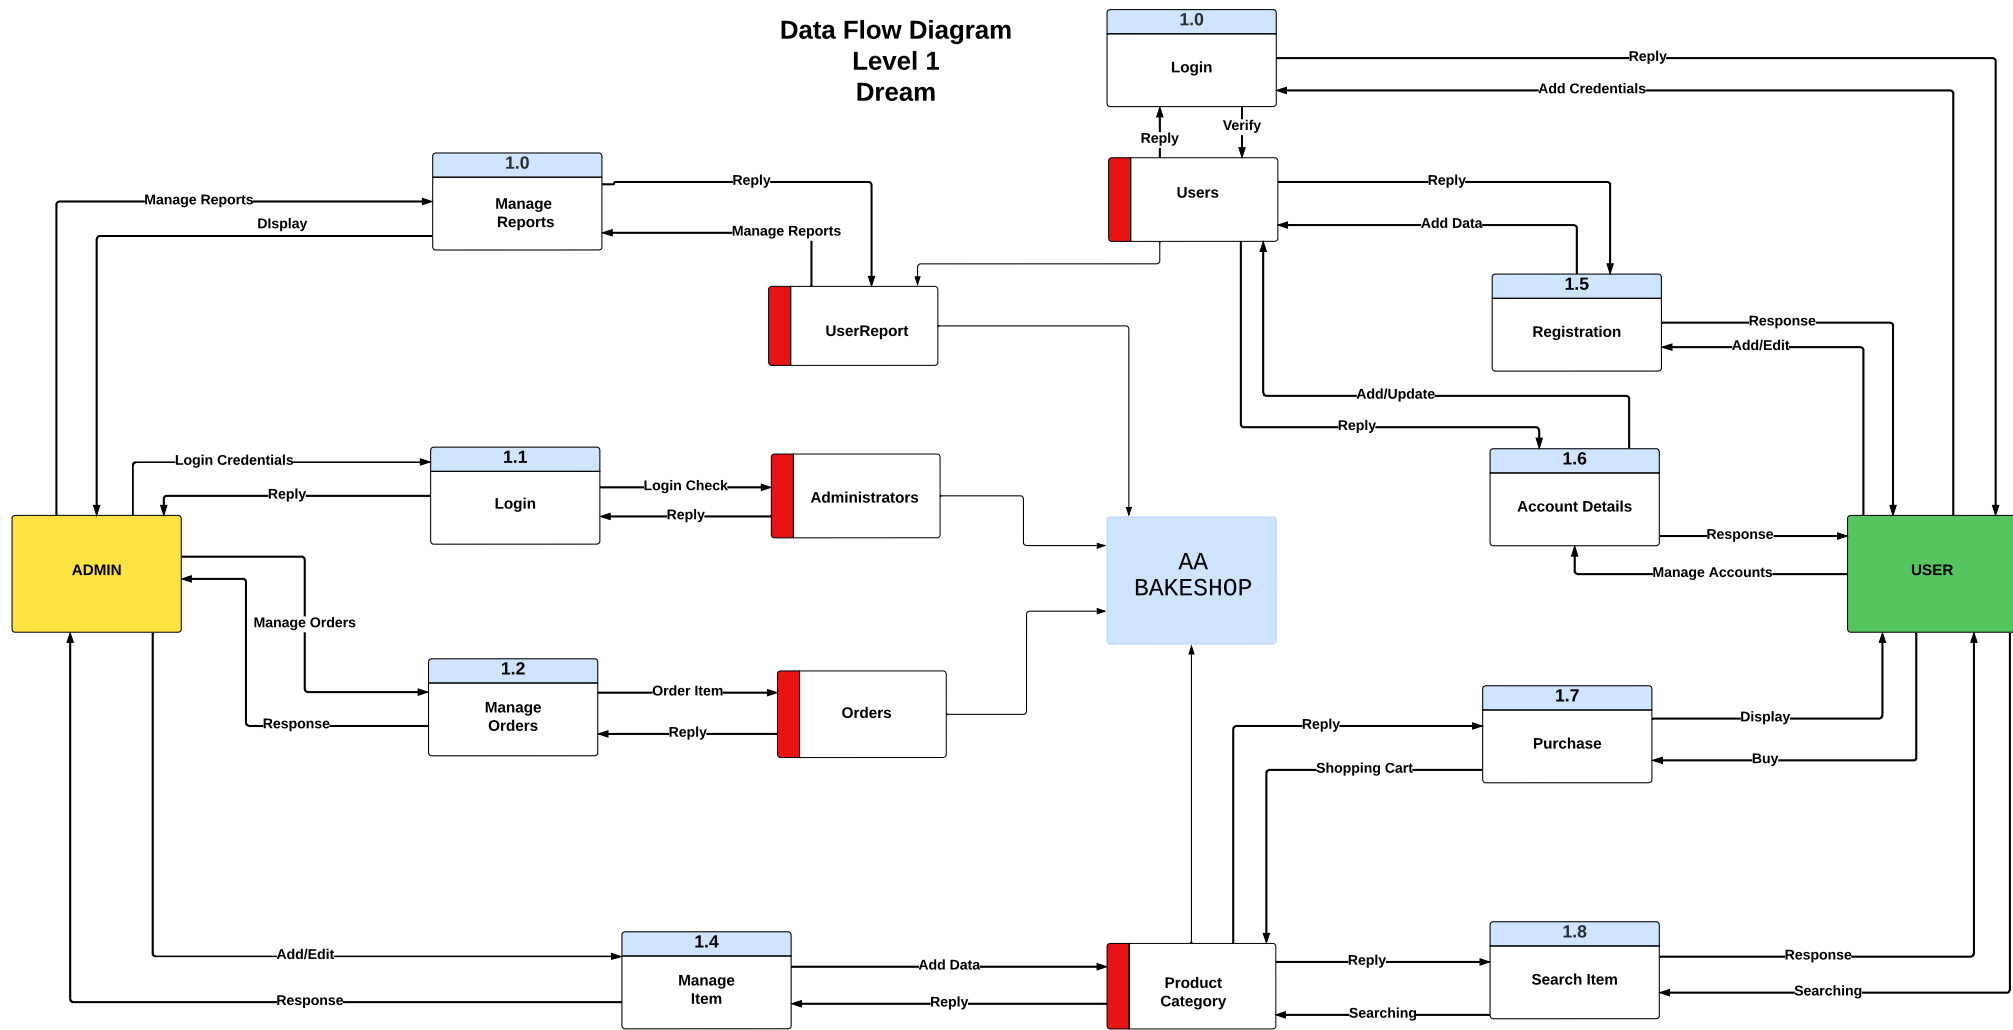 Data Flow Diagram
Level 1
Dream
1.0
Login
Reply
Add Credentials
Reply
Verify
1.0
Manage
Reports
Manage Reports
DIsplay
Reply
Manage Reports
Users
Reply
Add Data
UserReport
1.5
Registration
Response
Add/Edit
Add/Update
Reply
1.1
Login
Login Credentials
Reply
Login Check
Reply
Administrators
1.6
Account Details
Response
Manage Accounts
ADMIN
AA
BAKESHOP
USER
Manage Orders
Response
1.2
Manage
Orders
Order Item
Reply
Orders
1.7
Purchase
Reply
Shopping Cart
Display
Buy
Add/Edit
Response
1.4
Manage
Item
Add Data
Reply
Product
Category
Reply
Searching
1.8
Search Item
Response
Searching